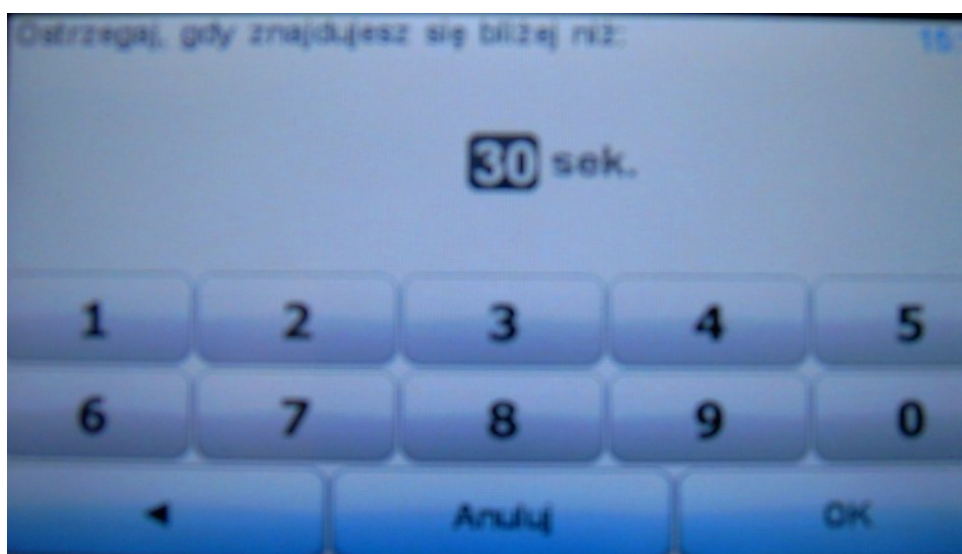 Ostrzegaj, gdy znajdujesz się bliżej niż:
30 sek.
1 2 3 4 5
6 7 8 9 0
◄ Anuluj OK